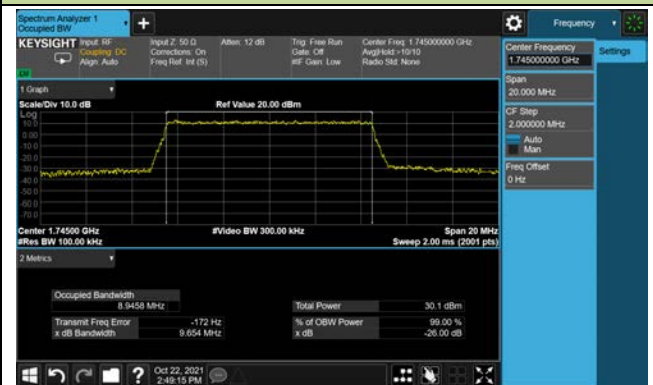 Spectrum Analyzer 1
Occupied BW
Frequency
KEYSIGHT
Input: RF
Coupling: DC
Align: Auto
Input Z: 50 Ω
Corrections: On
Freq Ref: Int (S)
Atten: 12 dB
Trig: Free Run
Gate: Off
#IF Gain: Low
Center Freq: 1.745000000 GHz
Avg|Hold:>10/10
Radio Std: None
Center Frequency
1.745000000 GHz
Settings
Span
20.000 MHz
CF Step
2.000000 MHz
Auto
Man
Freq Offset
0 Hz
1 Graph
Scale/Div 10.0 dB
Ref Value 20.00 dBm
Log
10.0
0.00
-10.0
-20.0
-30.0
-40.0
-50.0
-60.0
-70.0
Center 1.74500 GHz
#Video BW 300.00 kHz
Span 20 MHz
#Res BW 100.00 kHz
Sweep 2.00 ms (2001 pts)
2 Metrics
Occupied Bandwidth
8.9458 MHz
Total Power
30.1 dBm
Transmit Freq Error
-172 Hz
% of OBW Power
99.00 %
x dB Bandwidth
9.654 MHz
x dB
-26.00 dB
Oct 22, 2021
2:49:15 PM